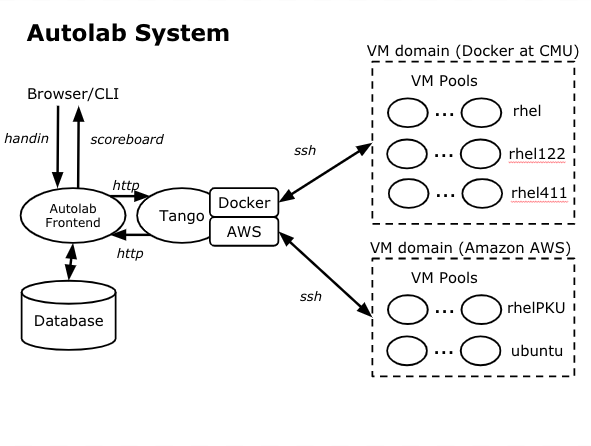 Autolab System
VM domain (Docker at CMU)
VM Pools
Browser/CLI
... rhel
handin
scoreboard
ssh
... rhel122
http
... rhel411
Autolab
Frontend
Tango
Docker
AWS
http
VM domain (Amazon AWS)
VM Pools
ssh
... rhelPKU
Database
... ubuntu